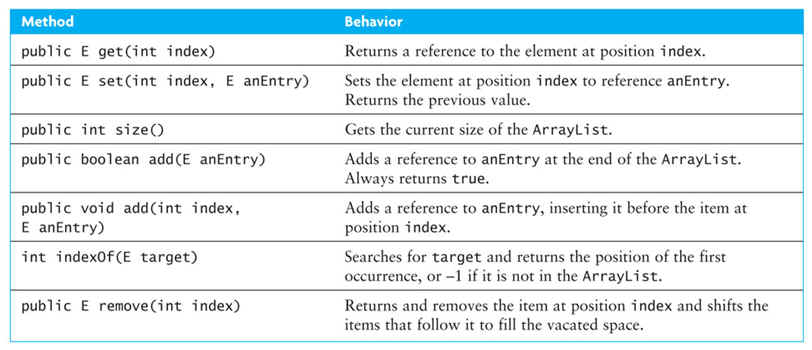 Method Behavior
public E get(int index) Returns a reference to the element at position index.
public E set(int index, E anEntry) Sets the element at position index to reference anEntry.
Returns the previous value.
public int size() Gets the current size of the ArrayList.
public boolean add(E anEntry) Adds a reference to anEntry at the end of the ArrayList.
Always returns true.
public void add(int index, Adds a reference to anEntry, inserting it before the item at
E anEntry) position index.
int indexOf(E target) Searches for target and returns the position of the first
occurrence, or –1 if it is not in the ArrayList.
public E remove(int index) Returns and removes the item at position index and shifts the
items that follow it to fill the vacated space.